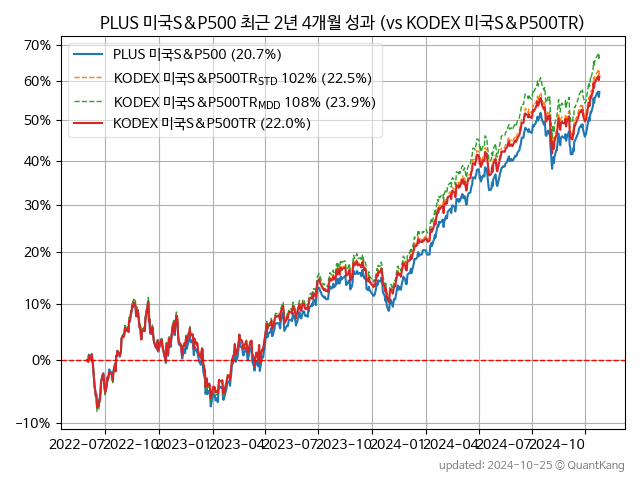 PLUS 미국S&P500 최근 2년 4개월 성과 (vs KODEX 미국S&P500TR)
PLUS 미국S&P500 (20.7%)
KODEX 미국S&P500TR_STD 102% (22.5%)
KODEX 미국S&P500TR_MDD 108% (23.9%)
KODEX 미국S&P500TR (22.0%)
70%
60%
50%
40%
30%
20%
10%
0%
-10%
2022-07 2022-10 2023-01 2023-04 2023-07 2023-10 2024-01 2024-04 2024-07 2024-10
updated: 2024-10-25 © QuantKang